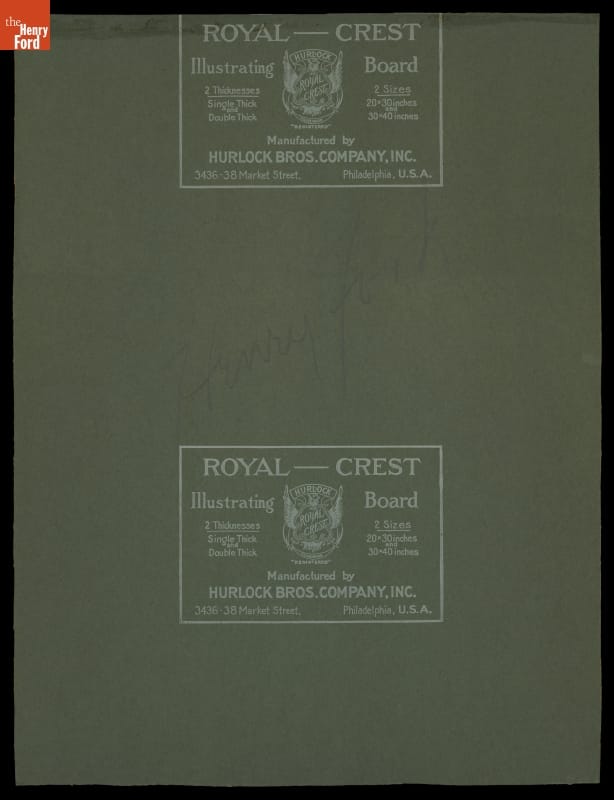 the
Henry
Ford
ROYAL — CREST
Illustrating Board
HURLOCK
ROYAL
CREST
2 Thicknesses
Single Thick
and
Double Thick
2 Sizes
20×30 inches
and
30×40 inches
"REGISTERED"
Manufactured by
HURLOCK BROS. COMPANY, INC.
3436-38 Market Street, Philadelphia, U.S.A.
Henry Ford
ROYAL — CREST
Illustrating Board
HURLOCK
ROYAL
CREST
2 Thicknesses
Single Thick
and
Double Thick
2 Sizes
20×30 inches
and
30×40 inches
"REGISTERED"
Manufactured by
HURLOCK BROS. COMPANY, INC.
3436-38 Market Street, Philadelphia, U.S.A.